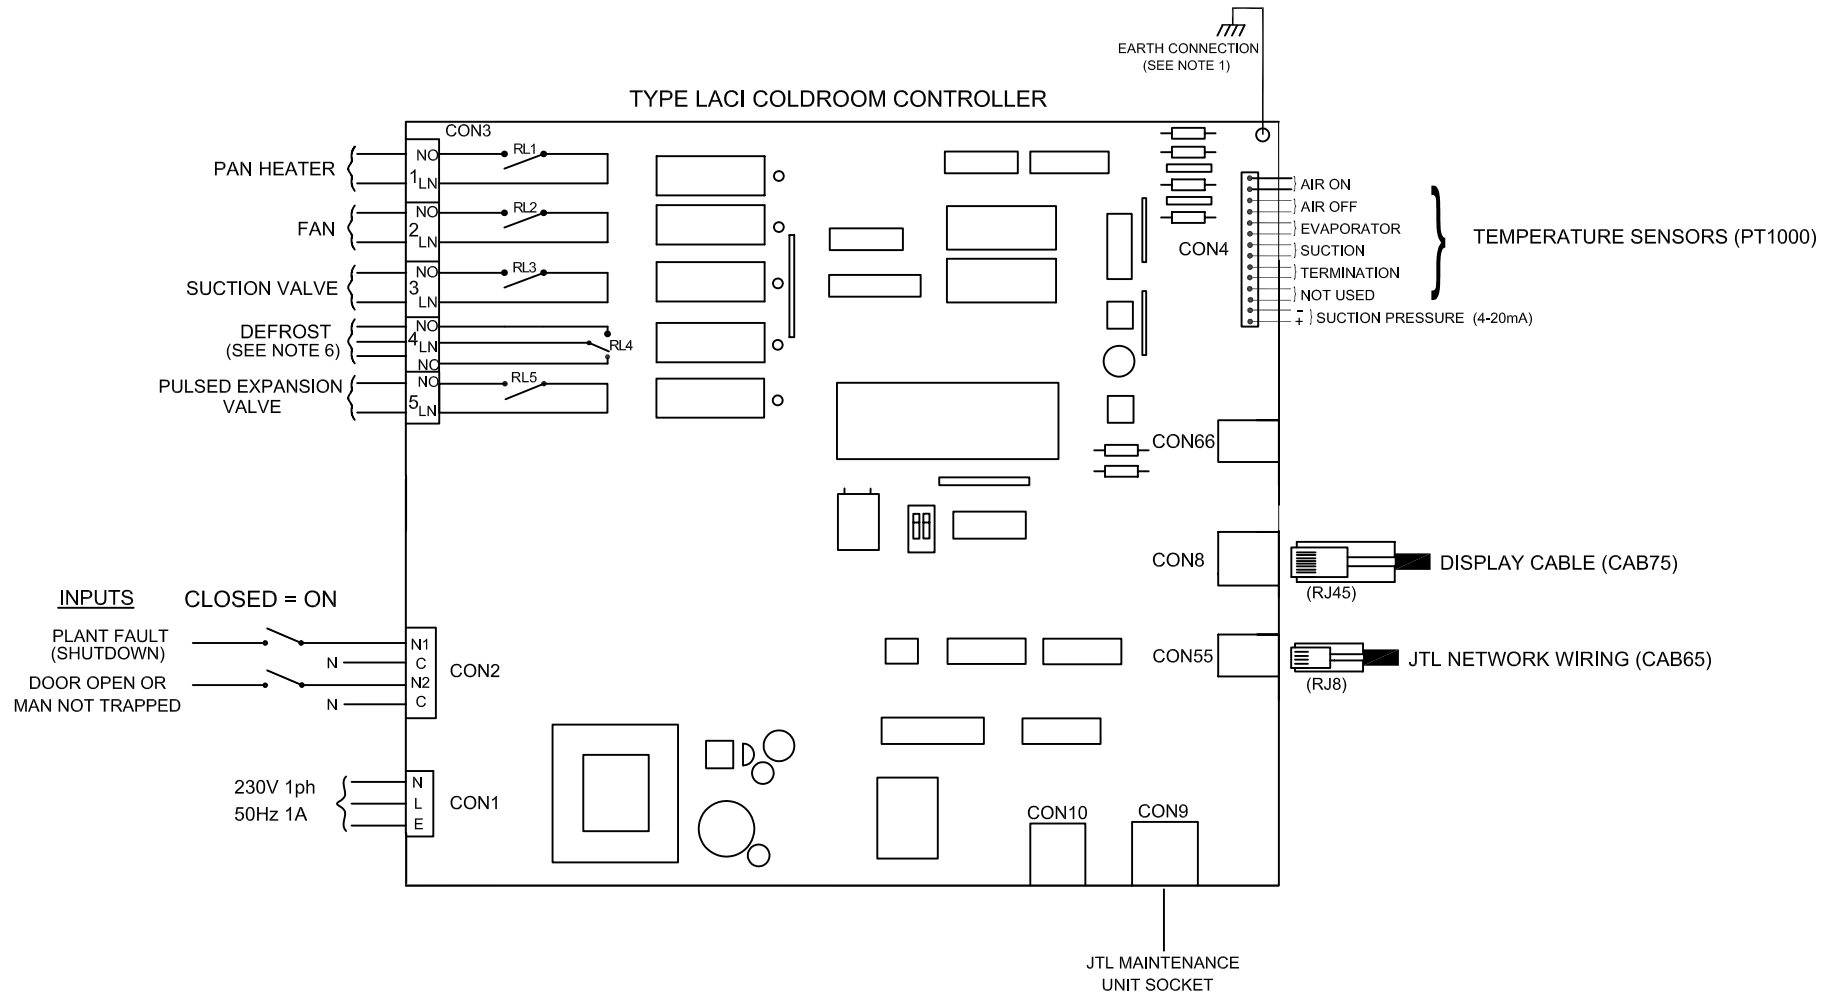 EARTH CONNECTION
(SEE NOTE 1)
TYPE LACI COLDROOM CONTROLLER
CON3
PAN HEATER
NO
1
LN
RL1
FAN
NO
2
LN
RL2
SUCTION VALVE
NO
3
LN
RL3
DEFROST
(SEE NOTE 6)
NO
4
LN
NC
RL4
PULSED EXPANSION
VALVE
NO
5
LN
RL5
CON4
AIR ON
AIR OFF
EVAPORATOR
SUCTION
TERMINATION
NOT USED
-
+ SUCTION PRESSURE (4-20mA)
TEMPERATURE SENSORS (PT1000)
CON66
CON8
DISPLAY CABLE (CAB75)
(RJ45)
CON55
JTL NETWORK WIRING (CAB65)
(RJ8)
INPUTS CLOSED = ON
PLANT FAULT
(SHUTDOWN)
N
DOOR OPEN OR
MAN NOT TRAPPED
N
N1
C
N2
C
CON2
230V 1ph
50Hz 1A
N
L
E
CON1
CON10
CON9
JTL MAINTENANCE
UNIT SOCKET